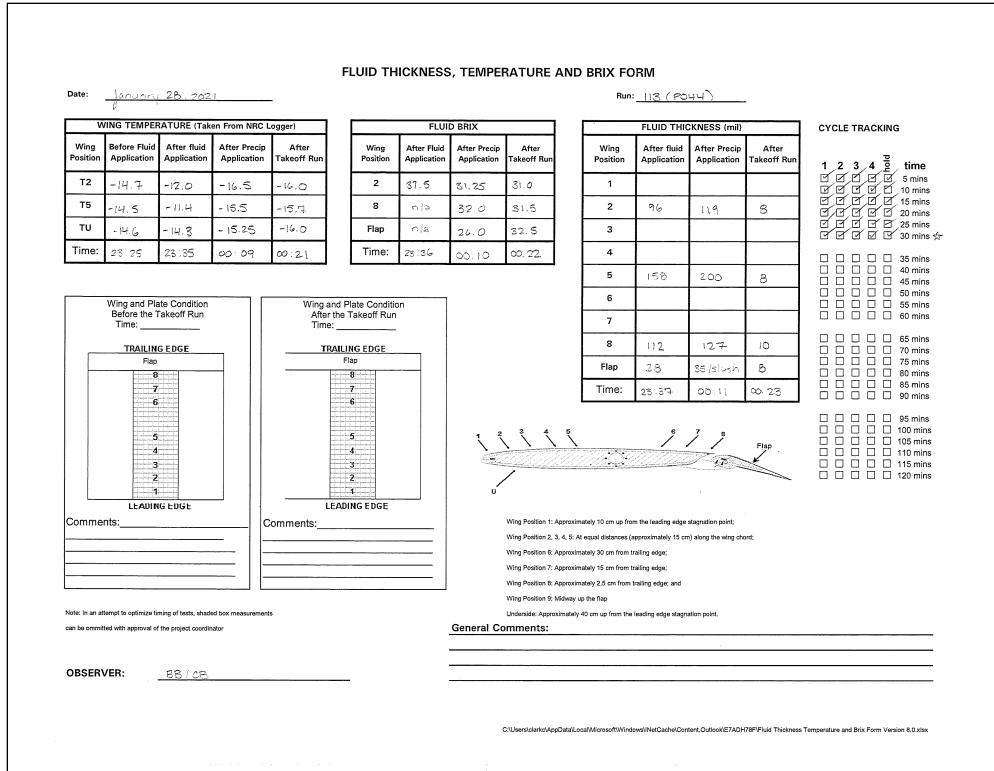 FLUID THICKNESS, TEMPERATURE AND BRIX FORM
Date: January 28, 2021
Run: 113 (P044)
WING TEMPERATURE (Taken From NRC Logger)
Wing Position Before Fluid Application After fluid Application After Precip Application After Takeoff Run
T2 -14.7 -12.0 -16.5 -16.0
T5 -14.5 -11.4 -15.5 -15.7
TU -14.6 -14.3 -15.25 -16.0
Time: 23:25 23:35 00:09 00:21
FLUID BRIX
Wing Position After Fluid Application After Precip Application After Takeoff Run
2 37.5 31.25 31.0
8 n/a 32.0 31.5
Flap n/a 26.0 32.5
Time: 23:36 00:10 00:22
FLUID THICKNESS (mil)
Wing Position After fluid Application After Precip Application After Takeoff Run
1
2 96 119 8
3
4
5 158 200 8
6
7
8 112 127 10
Flap 28 35/slush 8
Time: 23:37 00:11 00:23
CYCLE TRACKING
1 2 3 4 hold time
5 mins
10 mins
15 mins
20 mins
25 mins
30 mins ☆
35 mins
40 mins
45 mins
50 mins
55 mins
60 mins
65 mins
70 mins
75 mins
80 mins
85 mins
90 mins
95 mins
100 mins
105 mins
110 mins
115 mins
120 mins
Wing and Plate Condition
Before the Takeoff Run
Time:
TRAILING EDGE
Flap
8
7
6
5
4
3
2
1
LEADING EDGE
Comments:
Wing and Plate Condition
After the Takeoff Run
Time:
TRAILING EDGE
Flap
8
7
6
5
4
3
2
1
LEADING EDGE
Comments:
1 2 3 4 5 6 7 8 Flap
U
Wing Position 1: Approximately 10 cm up from the leading edge stagnation point;
Wing Position 2, 3, 4, 5: At equal distances (approximately 15 cm) along the wing chord;
Wing Position 6: Approximately 30 cm from trailing edge;
Wing Position 7: Approximately 15 cm from trailing edge;
Wing Position 8: Approximately 2.5 cm from trailing edge; and
Wing Position 9: Midway up the flap
Underside: Approximately 40 cm up from the leading edge stagnation point.
Note: In an attempt to optimize timing of tests, shaded box measurements
can be ommitted with approval of the project coordinator
General Comments:
OBSERVER: BB / CB
C:\Users\clarkc\AppData\Local\Microsoft\Windows\INetCache\Content.Outlook\E7ADH78F\Fluid Thickness Temperature and Brix Form Version 8.0.xlsx